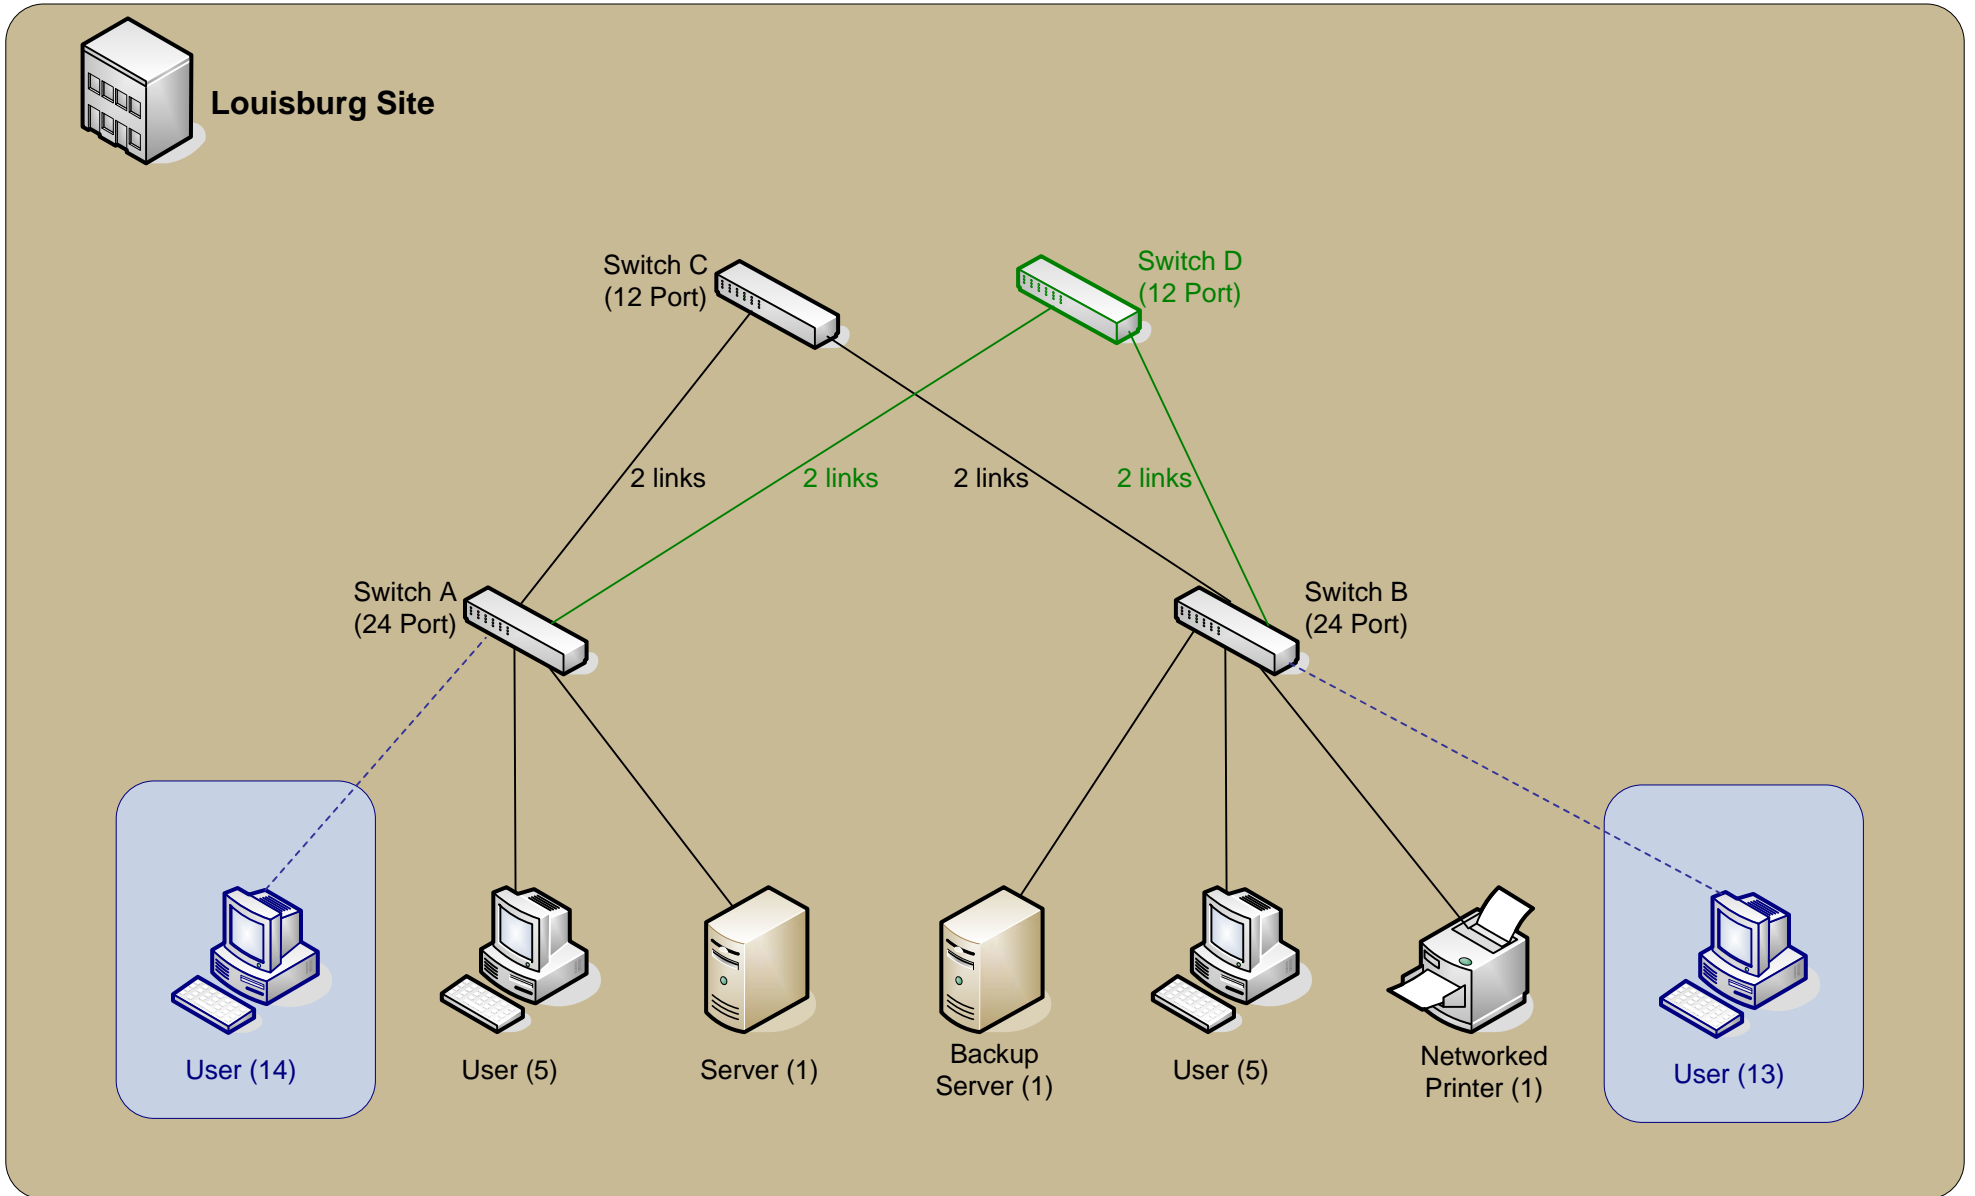 Louisburg Site
Switch C
(12 Port)
Switch D
(12 Port)
2 links
2 links
2 links
2 links
Switch A
(24 Port)
Switch B
(24 Port)
User (14)
User (5)
Server (1)
Backup
Server (1)
User (5)
Networked
Printer (1)
User (13)